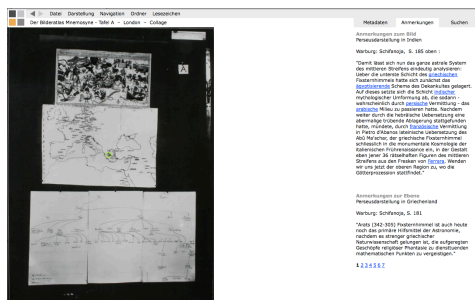 Datei Darstellung Navigation Ordner Lesezeichen
Der Bilderatlas Mnemosyne - Tafel A - London - Collage
Metadaten Anmerkungen Suchen
A
Anmerkungen zum Bild
Perseusdarstellung in Indien
Warburg: Schifanoja, S. 185 oben :
"Damit lässt sich nun das ganze astrale System
des mittleren Streifens eindeutig analysieren:
Ueber die unterste Schicht des griechischen
Fixsternhimmels hatte sich zunächst das
ägyptisierende Schema des Dekankultes gelagert.
Auf dieses setzte sich die Schicht indischer
mythologischer Umformung ab, die sodann -
wahrscheinlich durch persische Vermittlung - das
arabische Milieu zu passieren hatte. Nachdem
weiter durch die hebräische Uebersetzung eine
abermalige trübende Ablagerung stattgefunden
hatte, mündete, durch französische Vermittlung
in Pietro d'Abanos lateinische Uebersetzung des
Abû Ma'schar, der griechische Fixsternhimmel
schliesslich in die monumentale Kosmologie der
italienischen Frührenaissance ein, in der Gestalt
eben jener 36 rätselhaften Figuren des mittleren
Streifens aus den Fresken von Ferrara. Wenden
wir uns jetzt der oberen Region zu, wo die
Götterprozession stattfindet."
Anmerkungen zur Ebene
Perseusdarstellung in Griechenland
Warburg: Schifanoja, S. 181
"Arats (342-305) Fixsternhimmel ist auch heute
noch das primäre Hilfsmittel der Astronomie,
nachdem es strenger griechischer
Naturwissenschaft gelungen ist, die aufgeregten
Geschöpfe religiöser Phantasie zu diensttuenden
mathematischen Punkten zu vergeistigen."
1 2 3 4 5 6 7